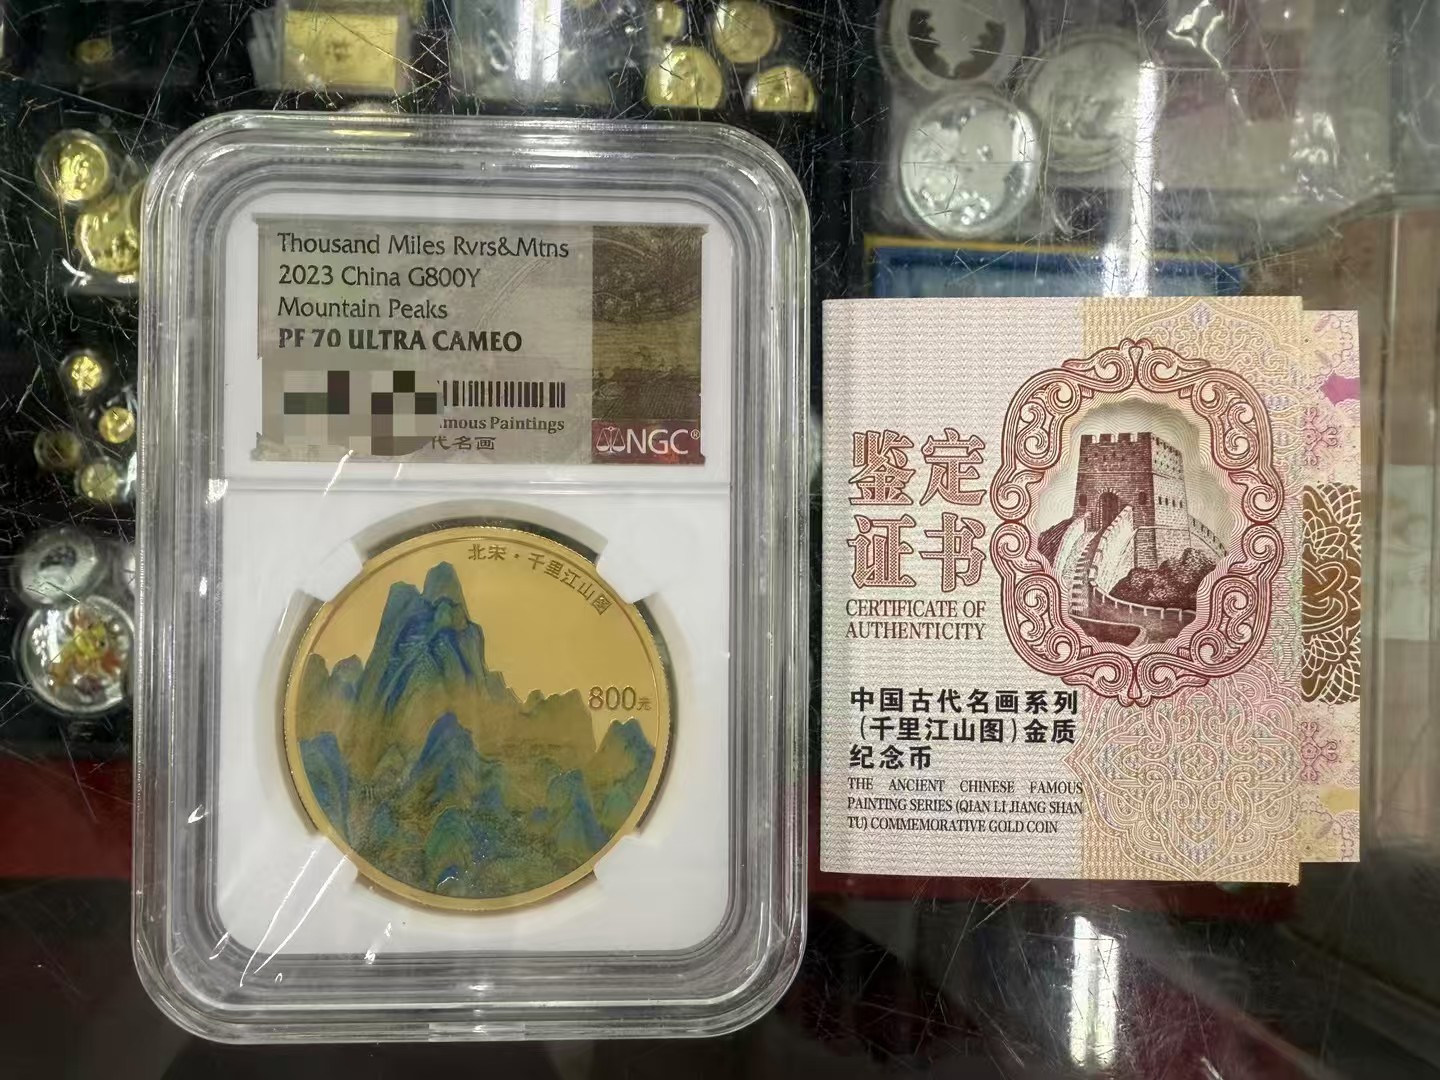 Thousand Miles Rvrs&Mtns
2023 China G800Y
Mountain Peaks
PF 70 ULTRA CAMEO
Paintings
代名画
NGC®
北宋·千里江山图
800元
鉴定
证书
CERTIFICATE OF
AUTHENTICITY
中国古代名画系列
(千里江山图)金质
纪念币
THE ANCIENT CHINESE FAMOUS
PAINTING SERIES (QIAN LI JIANG SHAN
TU) COMMEMORATIVE GOLD COIN